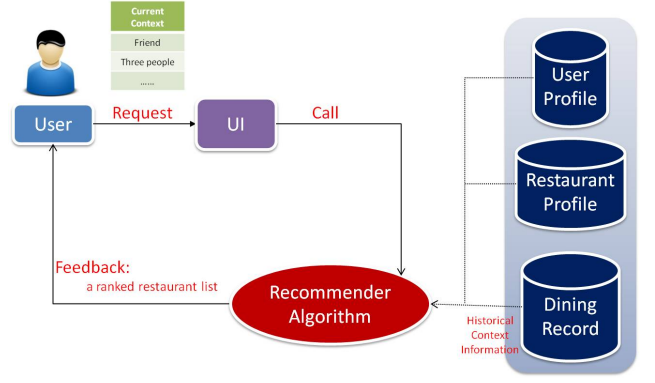 Current
Context
Friend
Three people
......
User
Request
UI
Call
User
Profile
Restaurant
Profile
Feedback:
a ranked restaurant list
Recommender
Algorithm
Historical
Context
Information
Dining
Record